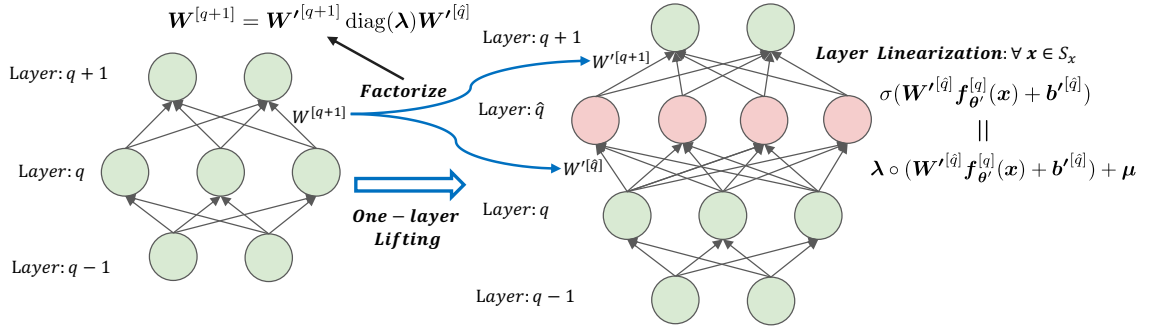 W^{[q+1]} = W'^{[q+1]} diag(λ)W'^{[q̂]}
Layer: q + 1
Factorize
W^{[q+1]}
Layer: q
One − layer
Lifting
Layer: q − 1
Layer: q + 1
W'^{[q+1]}
Layer: q̂
W'^{[q̂]}
Layer: q
Layer: q − 1
Layer Linearization: ∀ x ∈ S_x
σ(W'^{[q̂]} f_{θ'}^{[q]}(x) + b'^{[q̂]})
||
λ ∘ (W'^{[q̂]} f_{θ'}^{[q]}(x) + b'^{[q̂]}) + μ